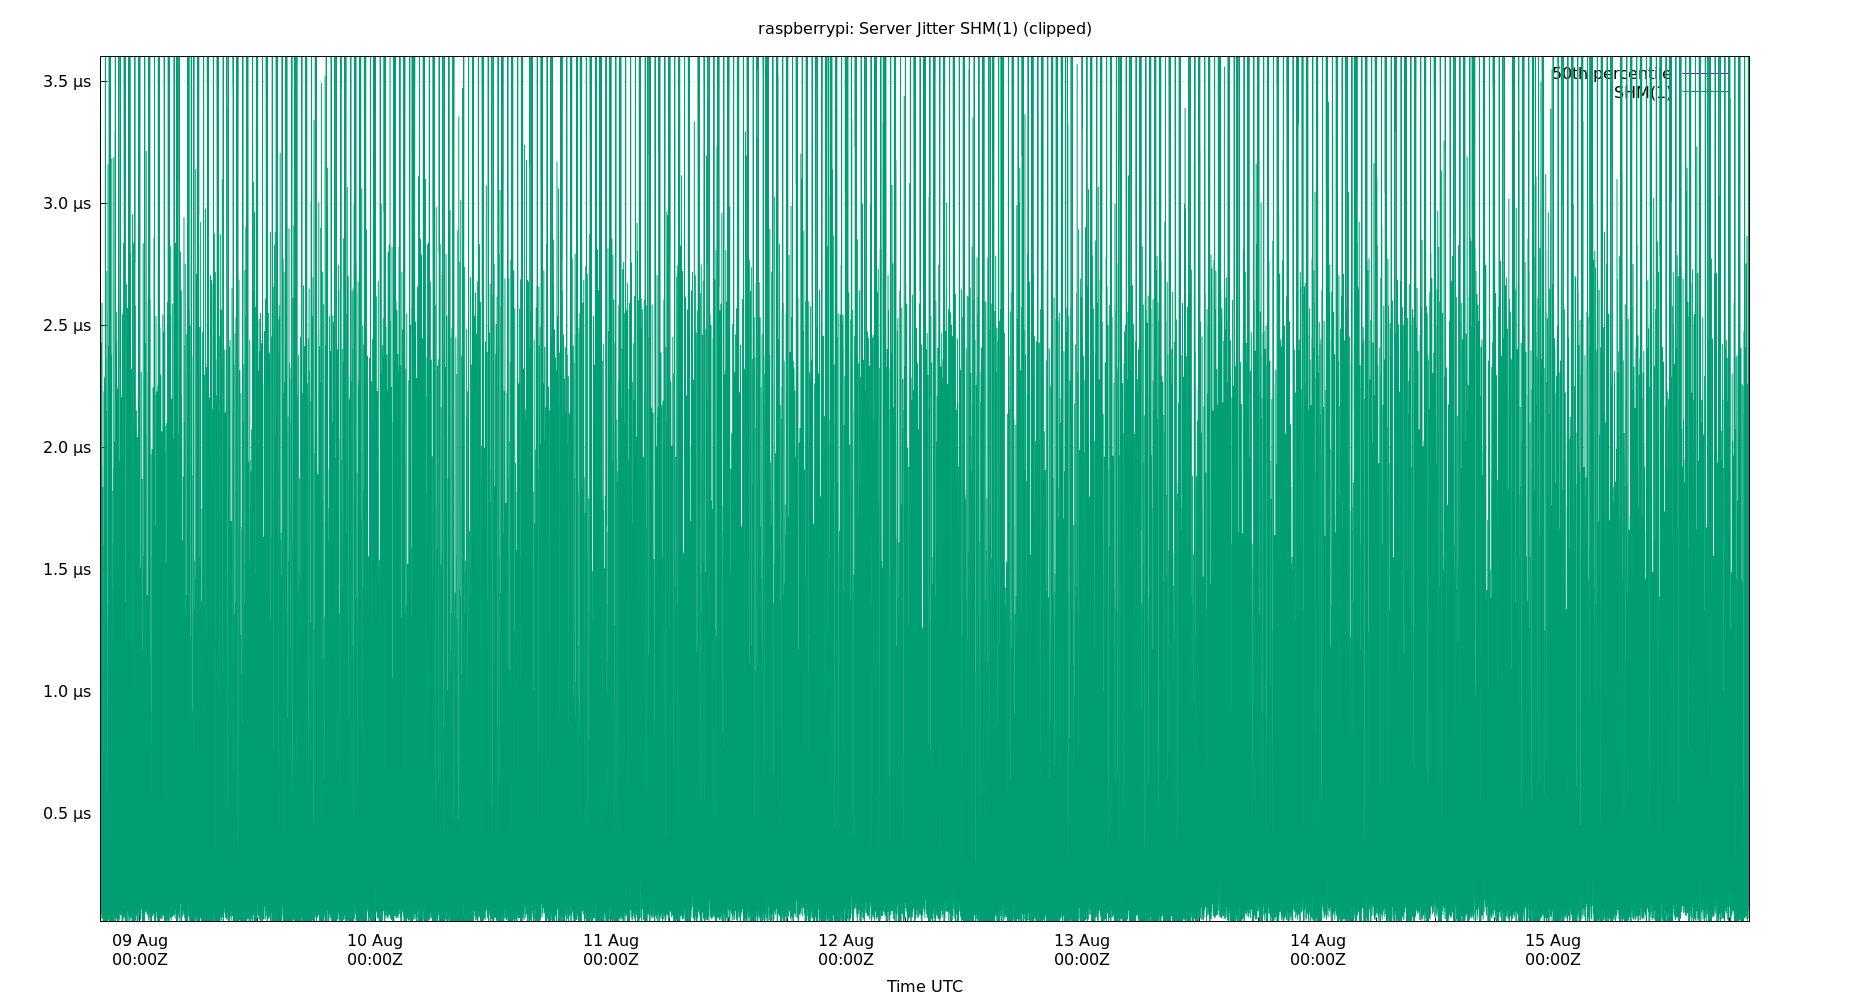 raspberrypi: Server Jitter SHM(1) (clipped)
50th percentile
SHM(1)
3.5 µs
3.0 µs
2.5 µs
2.0 µs
1.5 µs
1.0 µs
0.5 µs
09 Aug 10 Aug 11 Aug 12 Aug 13 Aug 14 Aug 15 Aug
00:00Z 00:00Z 00:00Z 00:00Z 00:00Z 00:00Z 00:00Z
Time UTC